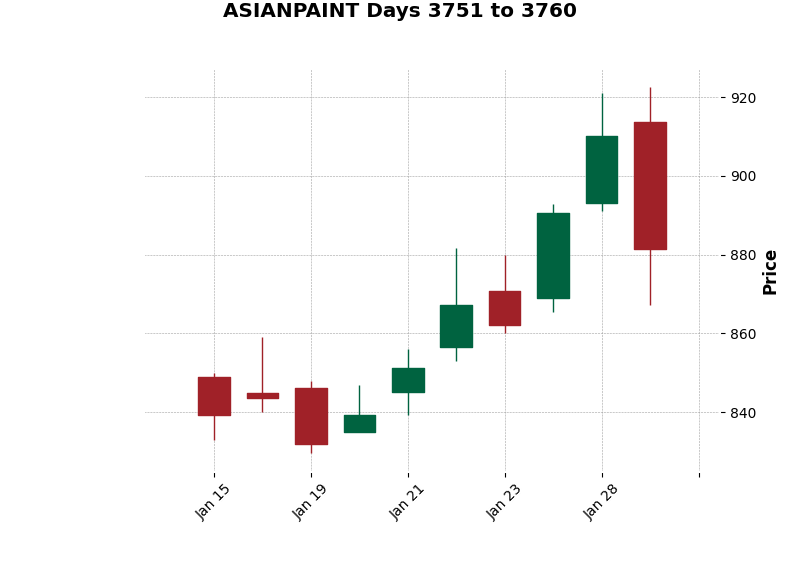 ASIANPAINT Days 3751 to 3760
920
900
880
860
840
Price
Jan 15
Jan 19
Jan 21
Jan 23
Jan 28